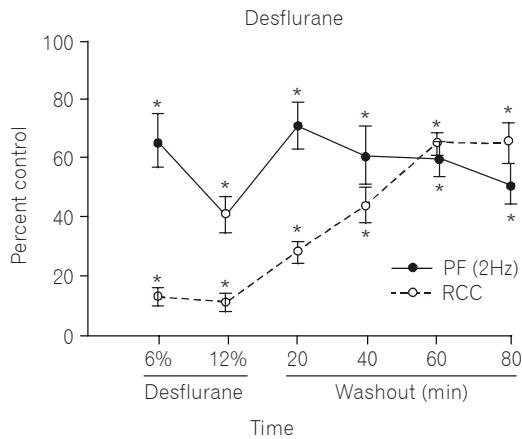 Desflurane
Percent control
100
80
60
40
20
0
* * * * * *
* * * * * *
PF (2Hz)
RCC
6% 12% 20 40 60 80
Desflurane Washout (min)
Time